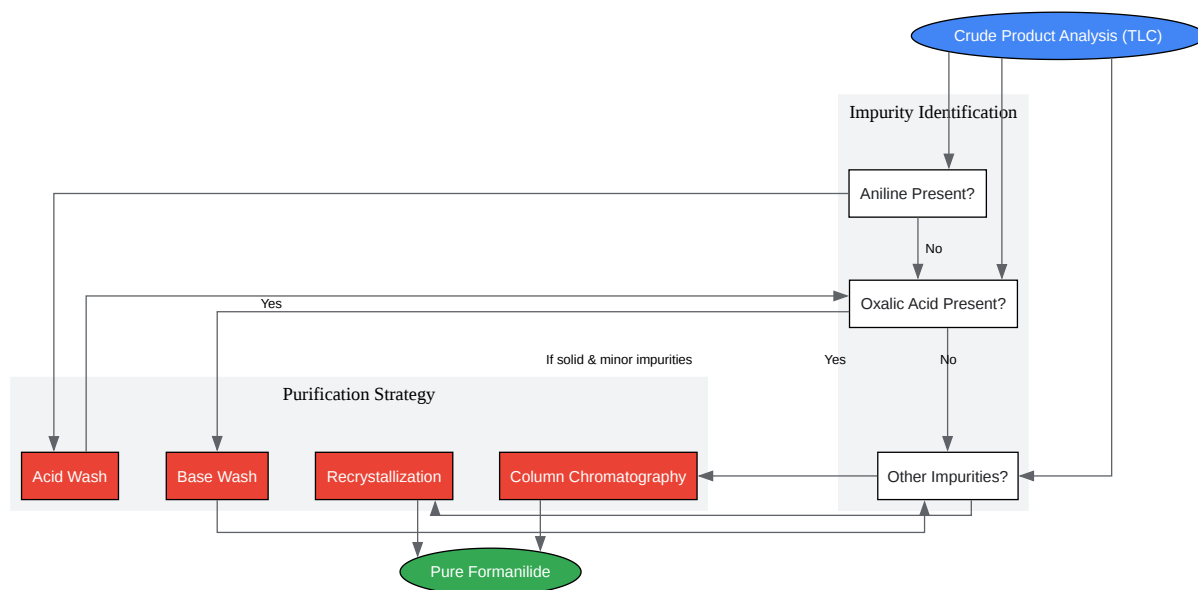 Crude Product Analysis (TLC)
Impurity Identification
Aniline Present?
No
Oxalic Acid Present?
Yes
If solid & minor impurities
Yes
No
Purification Strategy
Acid Wash
Base Wash
Recrystallization
Column Chromatography
Other Impurities?
Pure Formanilide